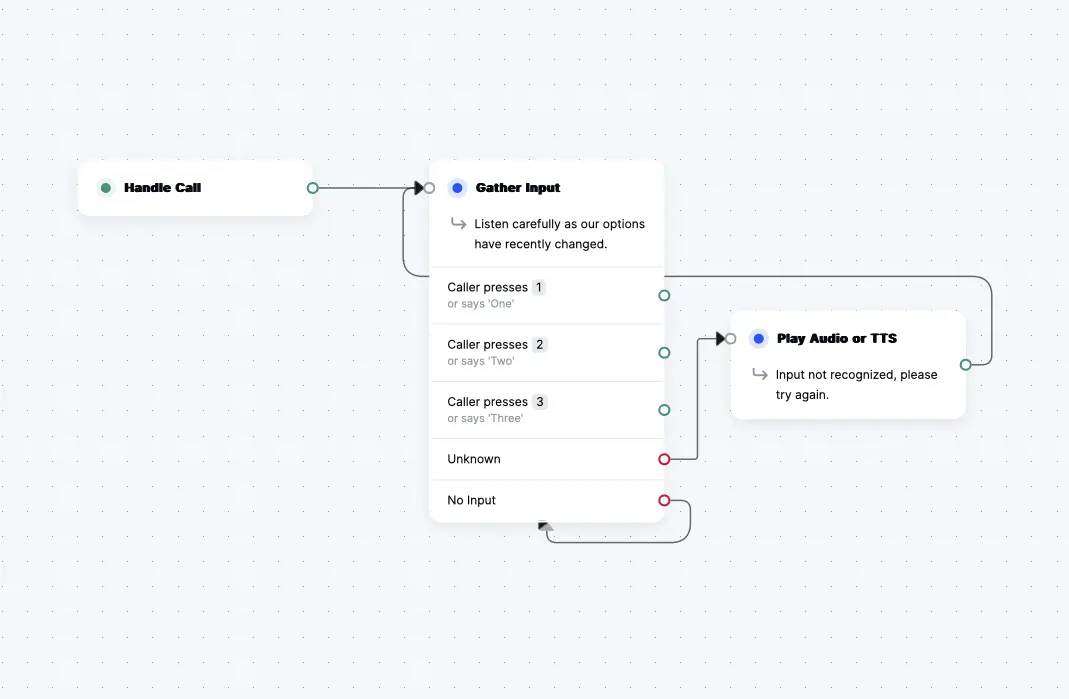 Handle Call
Gather Input
Listen carefully as our options
have recently changed.
Caller presses 1
or says 'One'
Caller presses 2
or says 'Two'
Caller presses 3
or says 'Three'
Unknown
No Input
Play Audio or TTS
Input not recognized, please
try again.